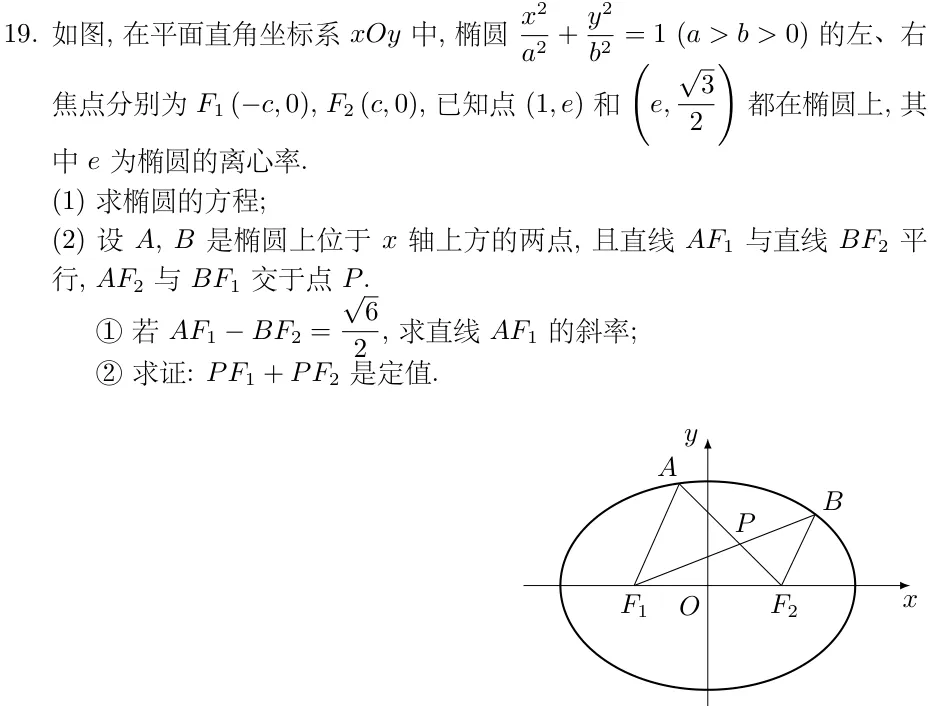 19. 如图, 在平面直角坐标系 xOy 中, 椭圆 x²/a² + y²/b² = 1 (a > b > 0) 的左、右
焦点分别为 F₁ (−c, 0), F₂ (c, 0), 已知点 (1, e) 和 (e, √3/2) 都在椭圆上, 其
中 e 为椭圆的离心率.
(1) 求椭圆的方程;
(2) 设 A, B 是椭圆上位于 x 轴上方的两点, 且直线 AF₁ 与直线 BF₂ 平
行, AF₂ 与 BF₁ 交于点 P.
① 若 AF₁ − BF₂ = √6/2, 求直线 AF₁ 的斜率;
② 求证: PF₁ + PF₂ 是定值.
y
A
B
P
F₁
O
F₂
x